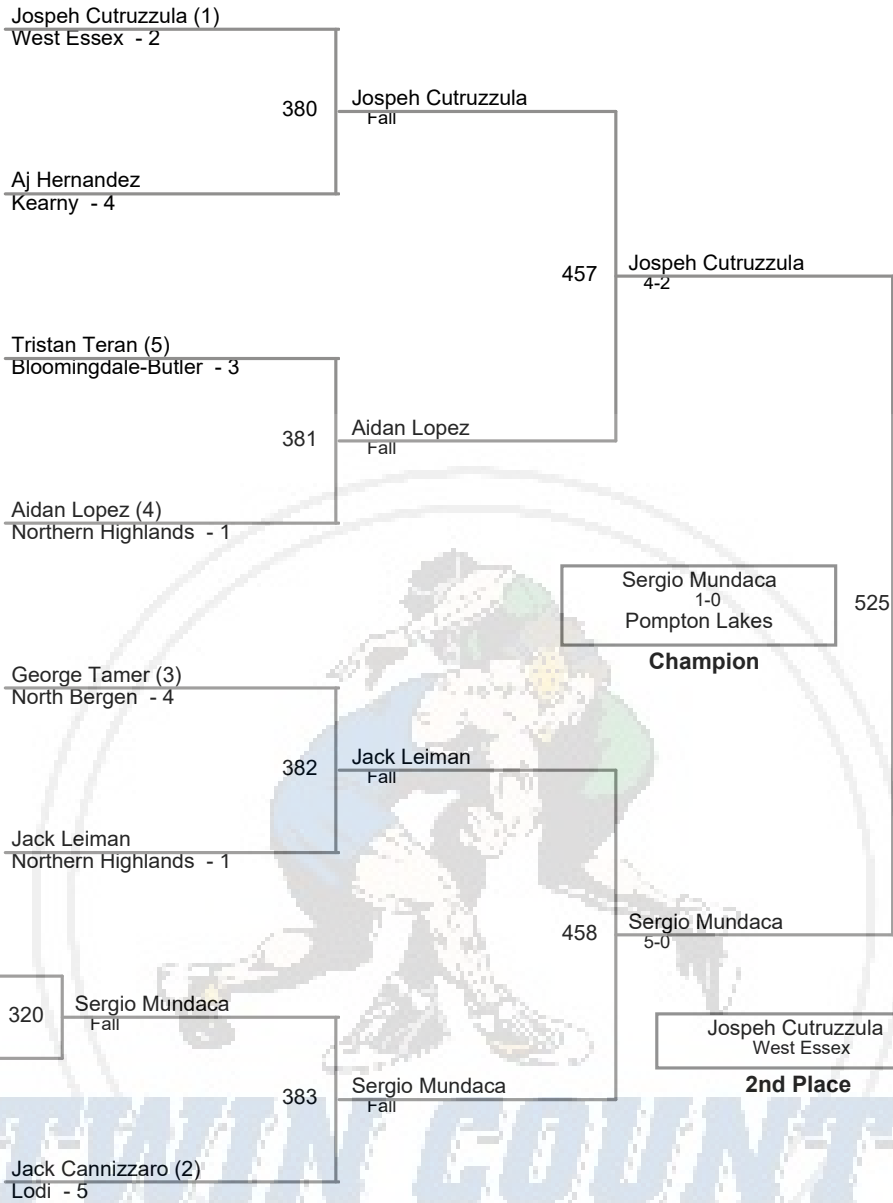 Jospeh Cutruzzula (1)
West Essex - 2
380
Jospeh Cutruzzula
Fall
Aj Hernandez
Kearny - 4
457
Jospeh Cutruzzula
4-2
Tristan Teran (5)
Bloomingdale-Butler - 3
381
Aidan Lopez
Fall
Aidan Lopez (4)
Northern Highlands - 1
Sergio Mundaca
1-0
Pompton Lakes
525
Champion
George Tamer (3)
North Bergen - 4
382
Jack Leiman
Fall
Jack Leiman
Northern Highlands - 1
458
Sergio Mundaca
5-0
320
Sergio Mundaca
Fall
Jospeh Cutruzzula
West Essex
2nd Place
383
Sergio Mundaca
Fall
Jack Cannizzaro (2)
Lodi - 5
TWIN COUNT